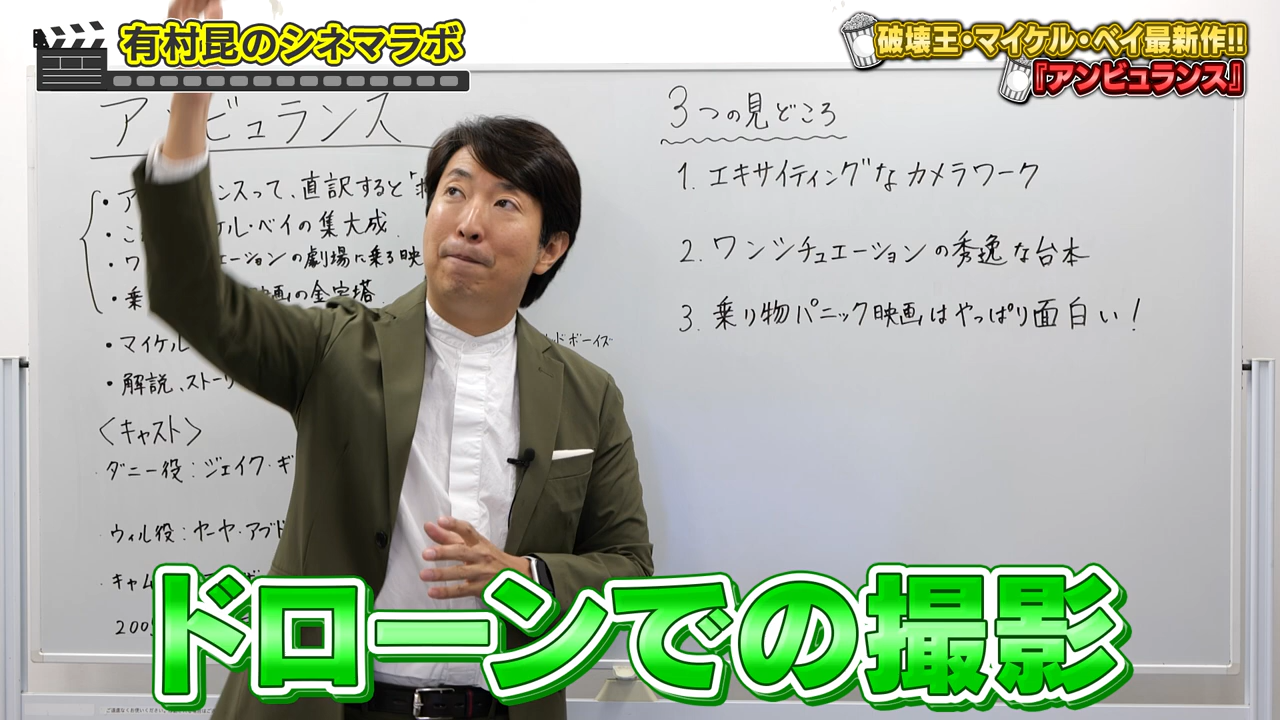 有村昆のシネマラボ
破壊王・マイケル・ベイ最新作!!
『アンビュランス』
ア ビュランス
・ア ンスって、直訳すると「救
・こ ケル・ベイの集大成
・ワ エーションの劇場に乗る映
・乗 映画の金字塔.
・マイケル ッドボーイズ
・解説、ストーリ
〈キャスト〉
・ダニー役:ジェイク・ギ
ウィル役:ヤーヤ・アブド
・キャム
200
3つの見どころ
1. エキサイティングなカメラワーク
2. ワンシチュエーションの秀逸な台本
3. 乗り物パニック映画はやっぱり面白い!
ドローンでの撮影